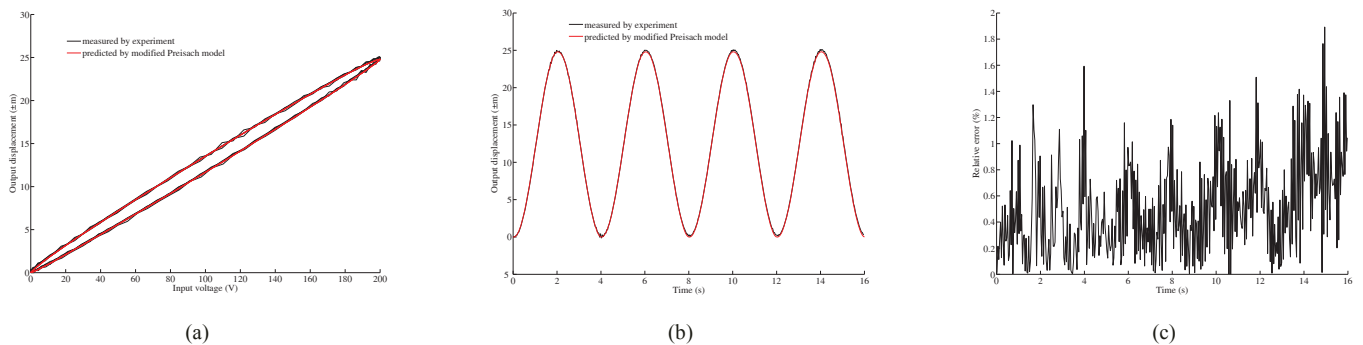 measured by experiment
predicted by modified Preisach model
Output displacement (±m)
30
25
20
15
10
5
0
0 20 40 60 80 100 120 140 160 180 200
Input voltage (V)
(a)
measured by experiment
predicted by modified Preisach model
Output displacement (±m)
30
25
20
15
10
5
0
5
0 2 4 6 8 10 12 14 16
Time (s)
(b)
Relative error (%)
2
1.8
1.6
1.4
1.2
1
0.8
0.6
0.4
0.2
0
0 2 4 6 8 10 12 14 16
Time (s)
(c)